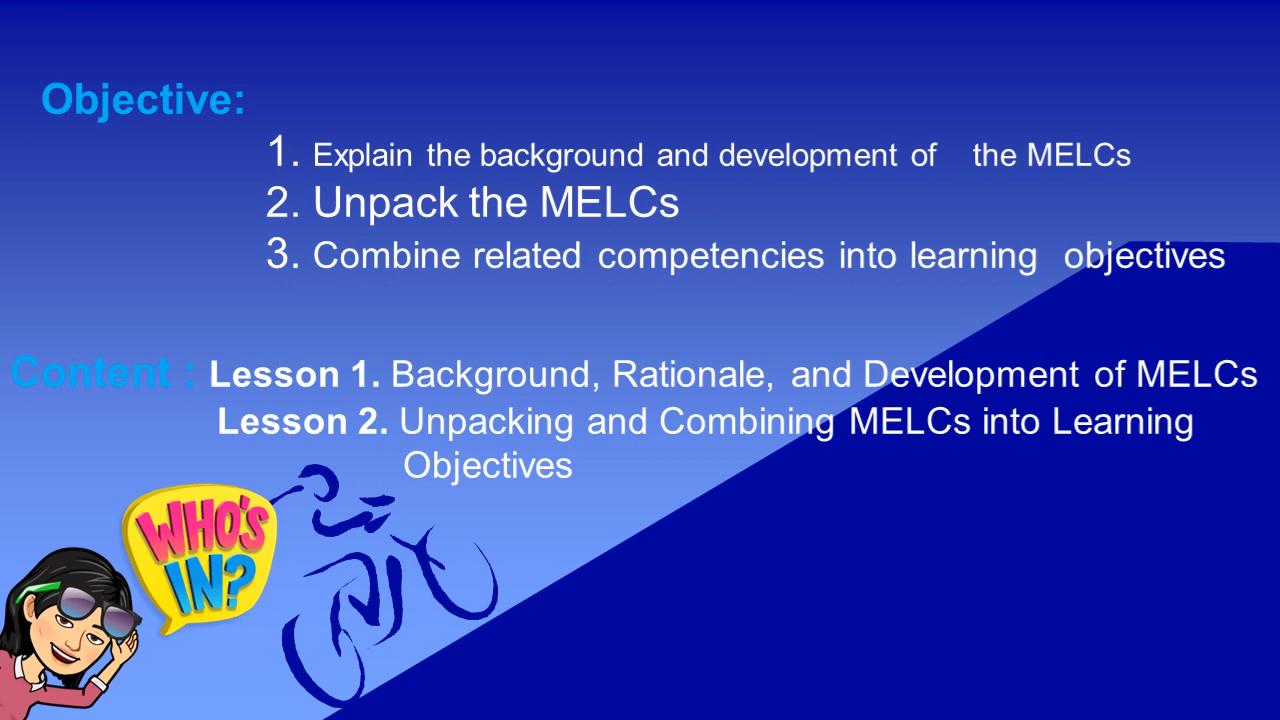 Objective:
1. Explain the background and development of the MELCs
2. Unpack the MELCs
3. Combine related competencies into learning objectives
Content : Lesson 1. Background, Rationale, and Development of MELCs
Lesson 2. Unpacking and Combining MELCs into Learning
Objectives
WHO'S
IN?